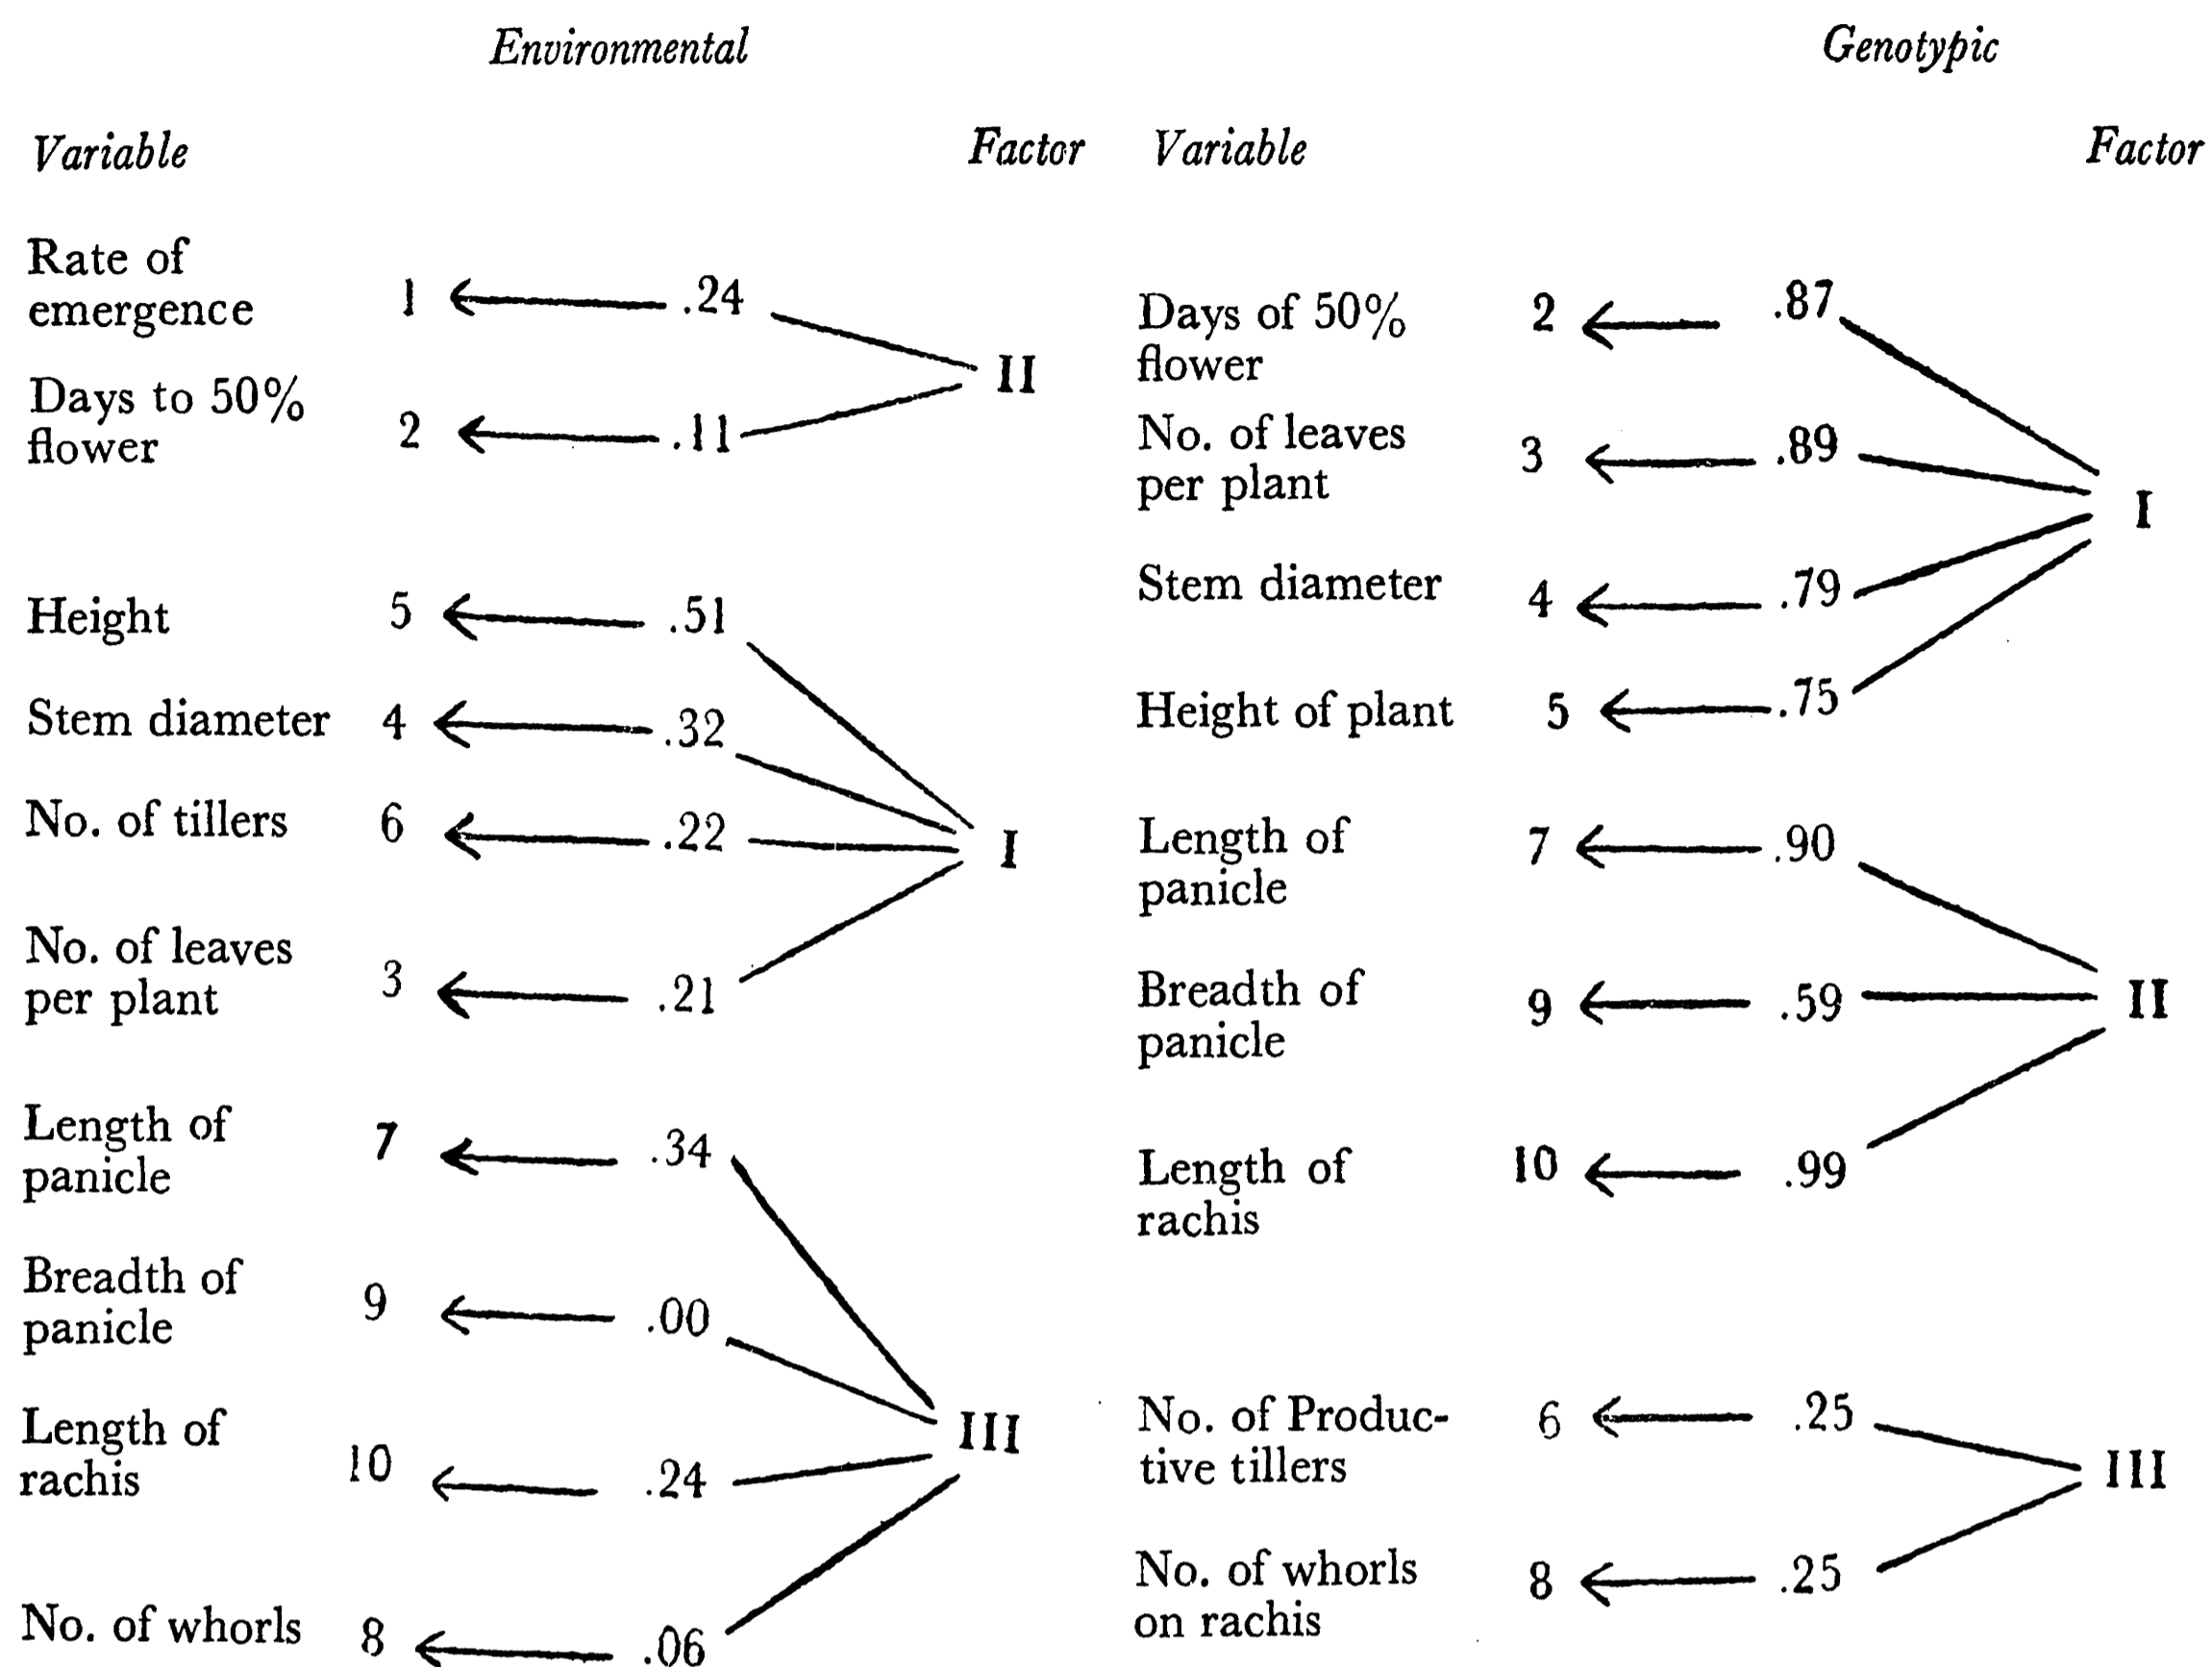 Environmental
Variable Factor
Rate of
emergence 1 .24
II
Days to 50%
flower 2 .11
Height 5 .51
Stem diameter 4 .32
No. of tillers 6 .22
I
No. of leaves
per plant 3 .21
Length of
panicle 7 .34
Breadth of
panicle 9 .00
III
Length of
rachis 10 .24
No. of whorls 8 .06
Genotypic
Variable Factor
Days of 50% 2 .87
flower
No. of leaves 3 .89
per plant
I
Stem diameter 4 .79
Height of plant 5 .75
Length of 7 .90
panicle
Breadth of 9 .59 II
panicle
Length of 10 .99
rachis
No. of Produc- 6 .25
tive tillers
III
No. of whorls 8 .25
on rachis